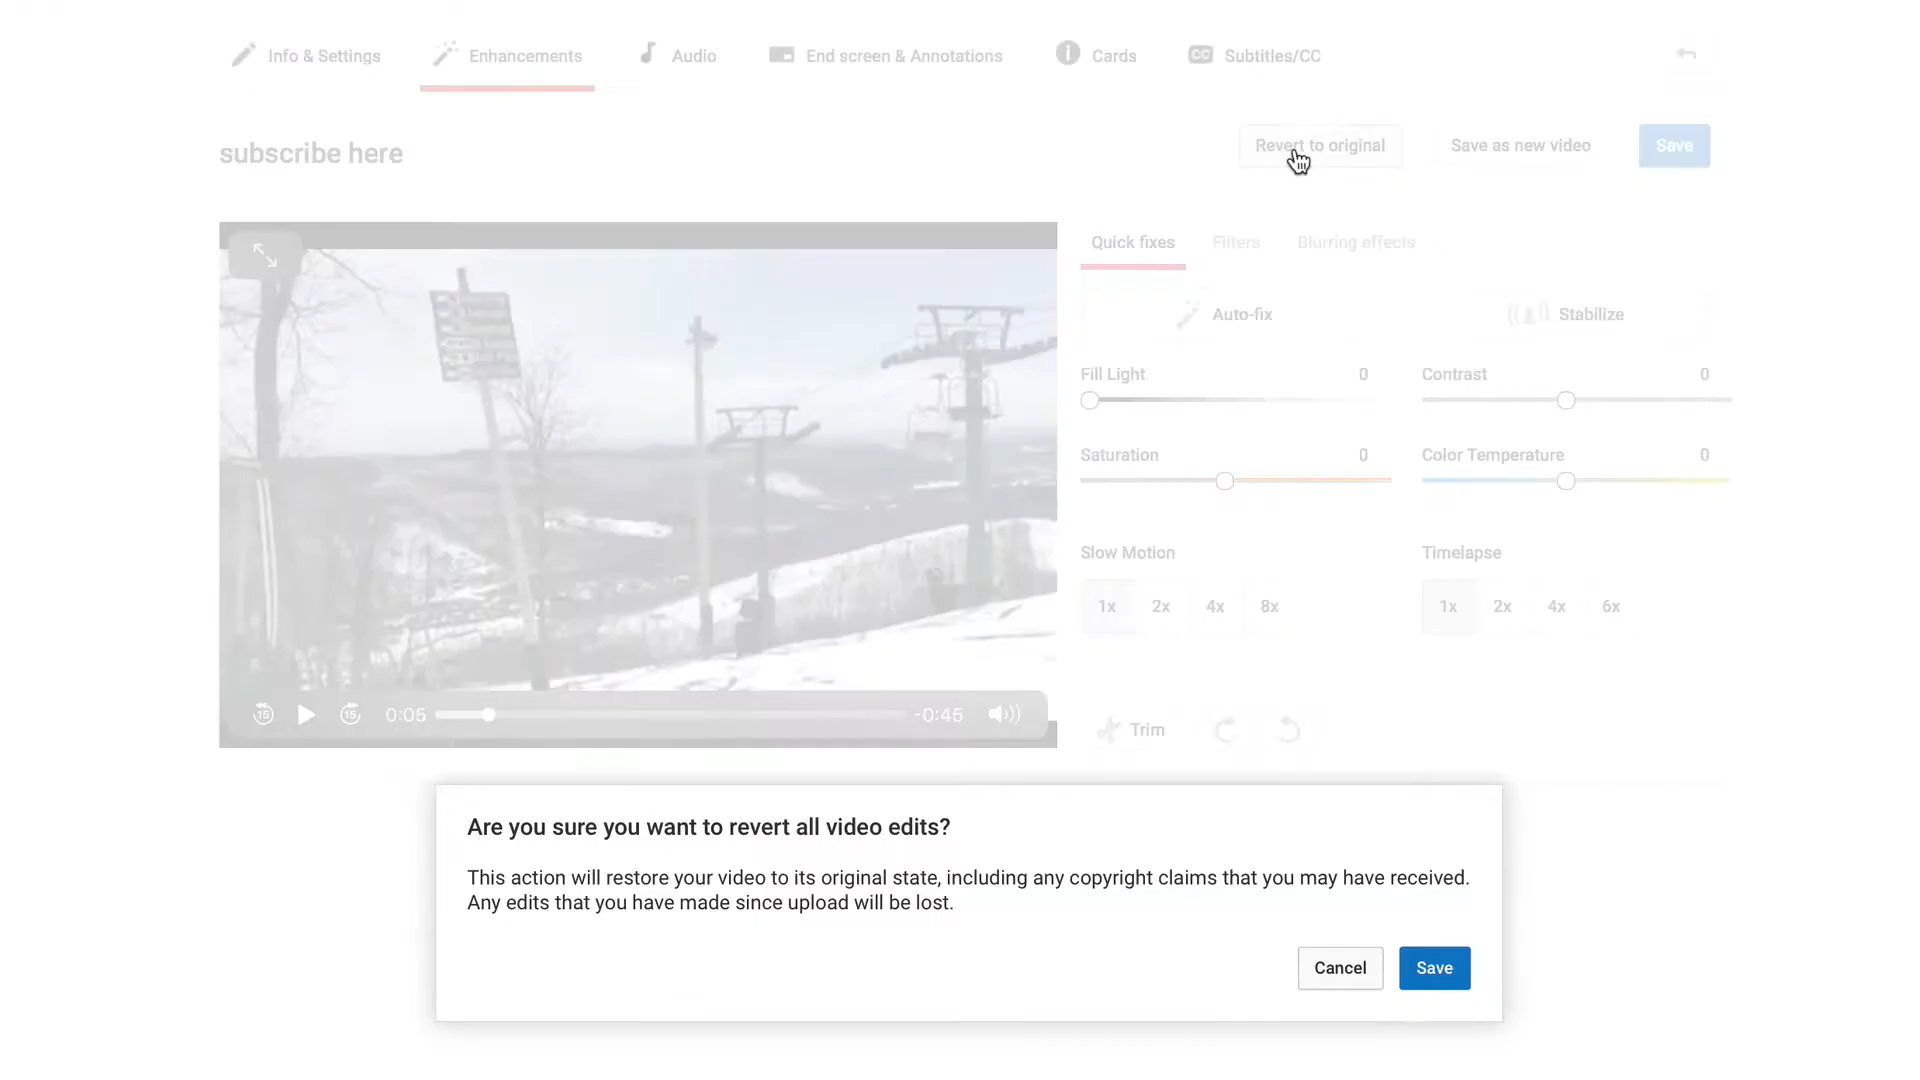 Info & Settings
Enhancements
Audio
End screen & Annotations
Cards
CC Subtitles/CC
subscribe here
Revert to original
Save as new video
Save
Quick fixes
Filters
Blurring effects
Auto-fix
Stabilize
Fill Light 0
Contrast 0
Saturation 0
Color Temperature 0
Slow Motion
Timelapse
1x 2x 4x 8x
1x 2x 4x 6x
15 15 0:05 -0:45
Trim
Are you sure you want to revert all video edits?
This action will restore your video to its original state, including any copyright claims that you may have received.
Any edits that you have made since upload will be lost.
Cancel
Save